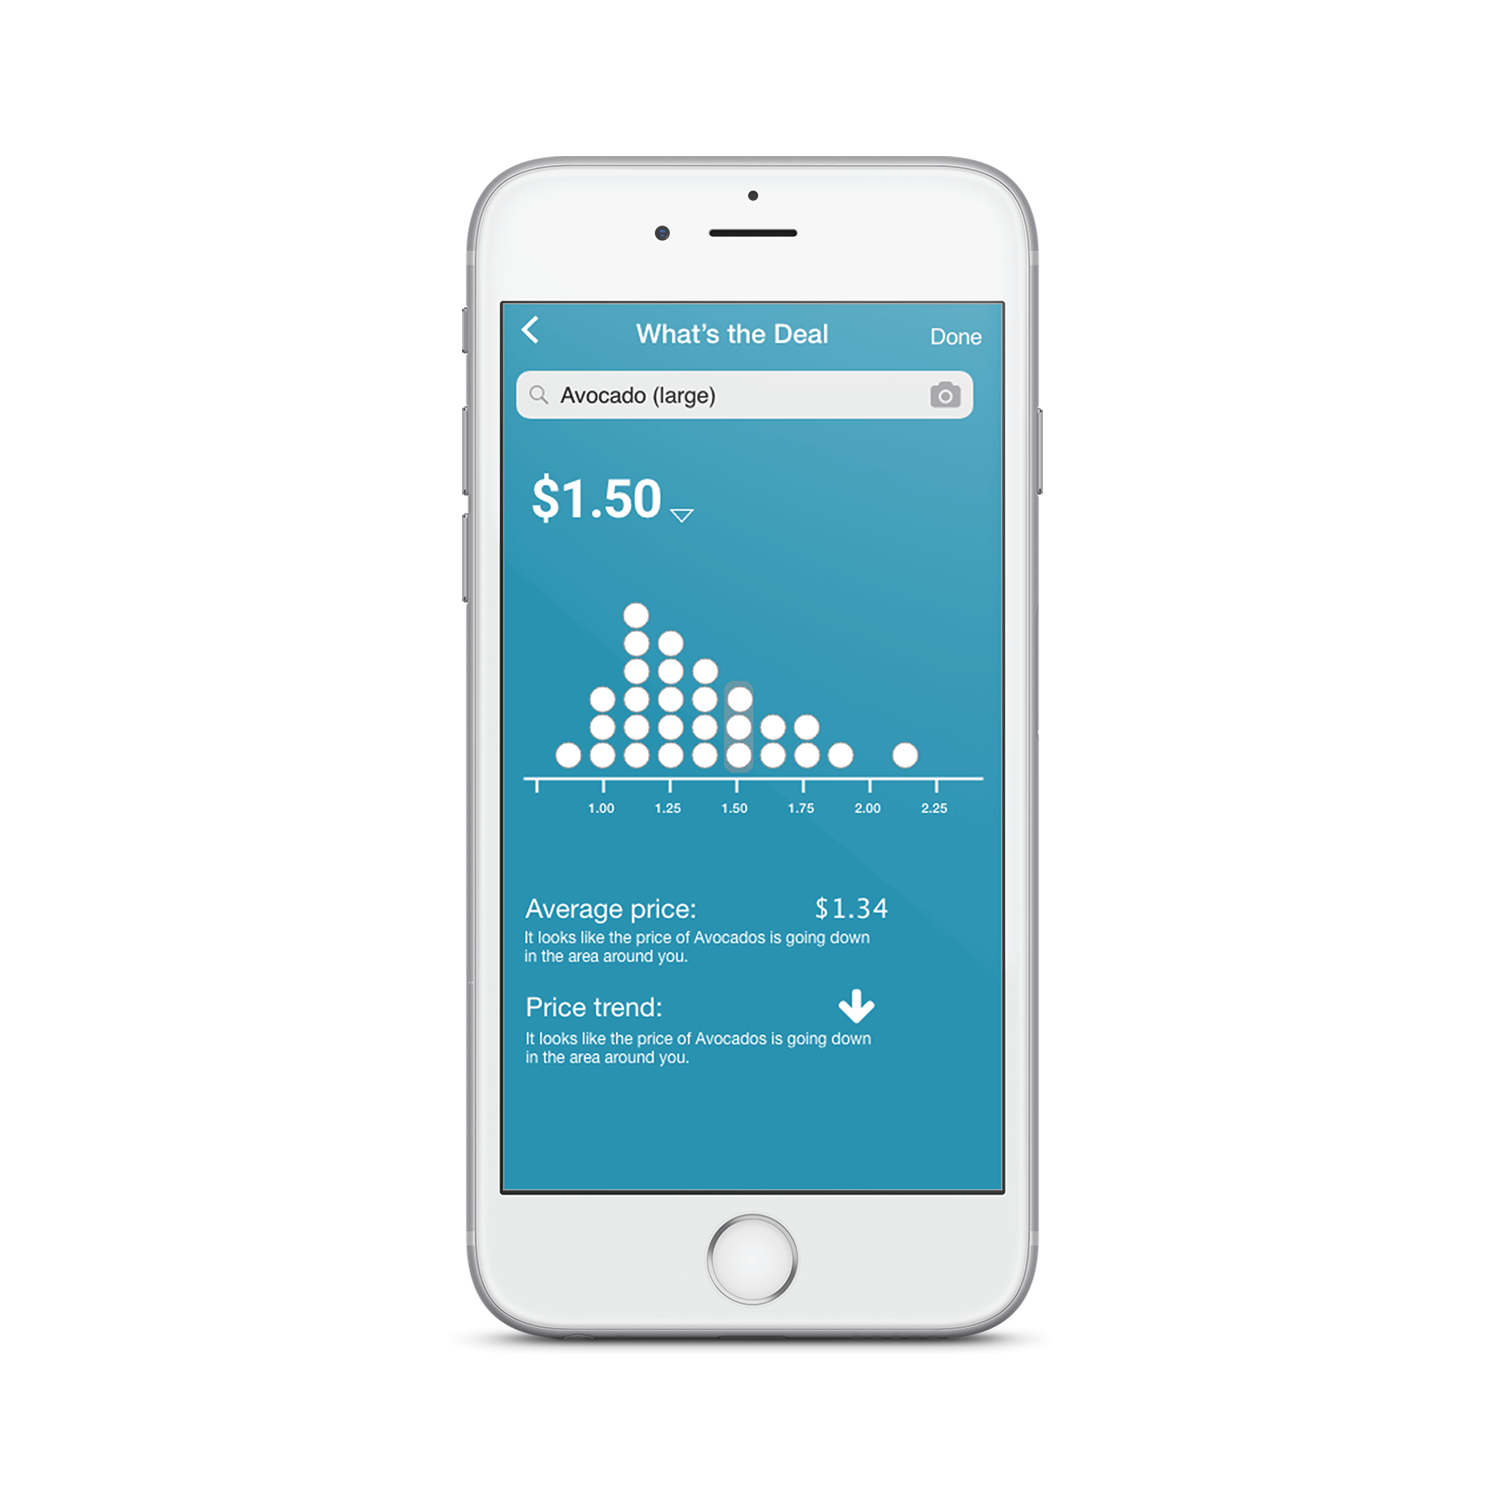 What's the Deal
Done
Avocado (large)
$1.50
1.00 1.25 1.50 1.75 2.00 2.25
Average price: $1.34
It looks like the price of Avocados is going down
in the area around you.
Price trend:
It looks like the price of Avocados is going down
in the area around you.